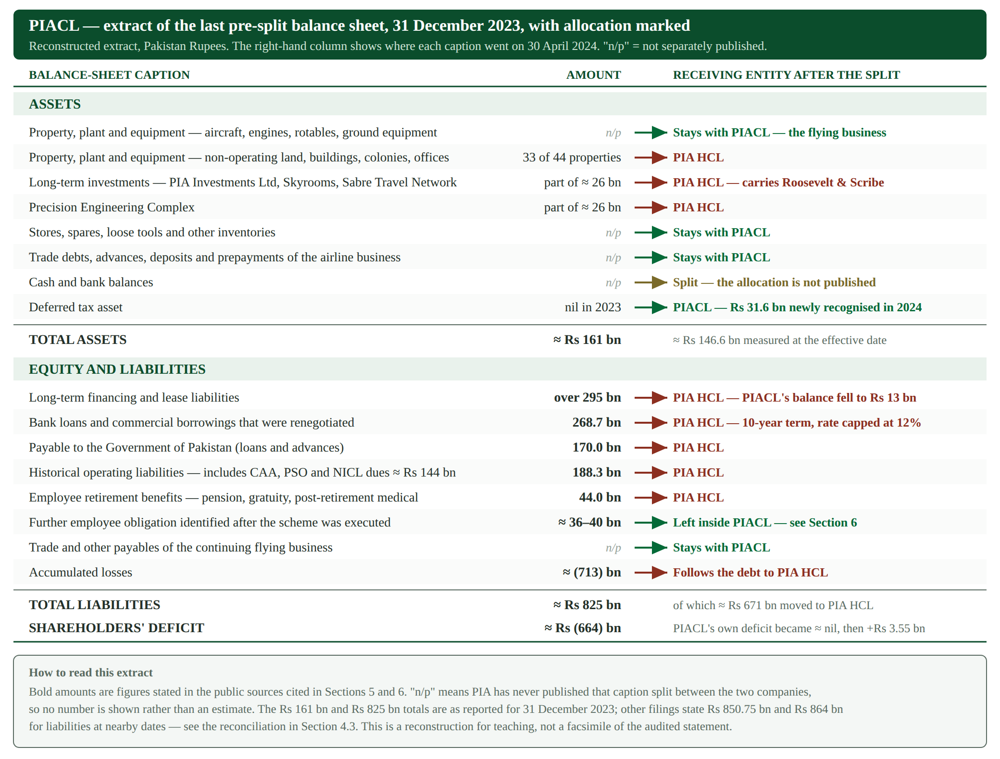 PIACL — extract of the last pre-split balance sheet, 31 December 2023, with allocation marked
Reconstructed extract, Pakistan Rupees. The right-hand column shows where each caption went on 30 April 2024. "n/p" = not separately published.
BALANCE-SHEET CAPTION AMOUNT RECEIVING ENTITY AFTER THE SPLIT
ASSETS
Property, plant and equipment — aircraft, engines, rotables, ground equipment n/p Stays with PIACL — the flying business
Property, plant and equipment — non-operating land, buildings, colonies, offices 33 of 44 properties PIA HCL
Long-term investments — PIA Investments Ltd, Skyrooms, Sabre Travel Network part of ≈ 26 bn PIA HCL — carries Roosevelt & Scribe
Precision Engineering Complex part of ≈ 26 bn PIA HCL
Stores, spares, loose tools and other inventories n/p Stays with PIACL
Trade debts, advances, deposits and prepayments of the airline business n/p Stays with PIACL
Cash and bank balances n/p Split — the allocation is not published
Deferred tax asset nil in 2023 PIACL — Rs 31.6 bn newly recognised in 2024
TOTAL ASSETS ≈ Rs 161 bn ≈ Rs 146.6 bn measured at the effective date
EQUITY AND LIABILITIES
Long-term financing and lease liabilities over 295 bn PIA HCL — PIACL's balance fell to Rs 13 bn
Bank loans and commercial borrowings that were renegotiated 268.7 bn PIA HCL — 10-year term, rate capped at 12%
Payable to the Government of Pakistan (loans and advances) 170.0 bn PIA HCL
Historical operating liabilities — includes CAA, PSO and NICL dues ≈ Rs 144 bn 188.3 bn PIA HCL
Employee retirement benefits — pension, gratuity, post-retirement medical 44.0 bn PIA HCL
Further employee obligation identified after the scheme was executed ≈ 36–40 bn Left inside PIACL — see Section 6
Trade and other payables of the continuing flying business n/p Stays with PIACL
Accumulated losses ≈ (713) bn Follows the debt to PIA HCL
TOTAL LIABILITIES ≈ Rs 825 bn of which ≈ Rs 671 bn moved to PIA HCL
SHAREHOLDERS' DEFICIT ≈ Rs (664) bn PIACL's own deficit became ≈ nil, then +Rs 3.55 bn
How to read this extract
Bold amounts are figures stated in the public sources cited in Sections 5 and 6. "n/p" means PIA has never published that caption split between the two companies,
so no number is shown rather than an estimate. The Rs 161 bn and Rs 825 bn totals are as reported for 31 December 2023; other filings state Rs 850.75 bn and Rs 864 bn
for liabilities at nearby dates — see the reconciliation in Section 4.3. This is a reconstruction for teaching, not a facsimile of the audited statement.